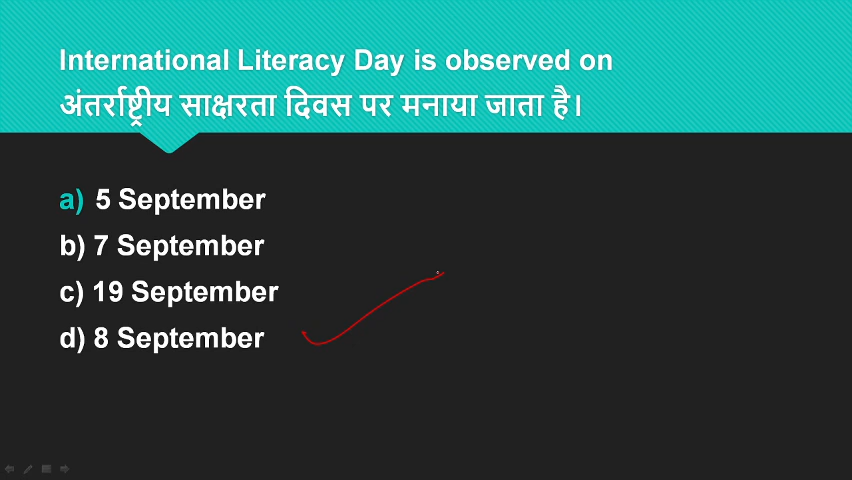 International Literacy Day is observed on
अंतर्राष्ट्रीय साक्षरता दिवस पर मनाया जाता है।
a) 5 September
b) 7 September
c) 19 September
d) 8 September